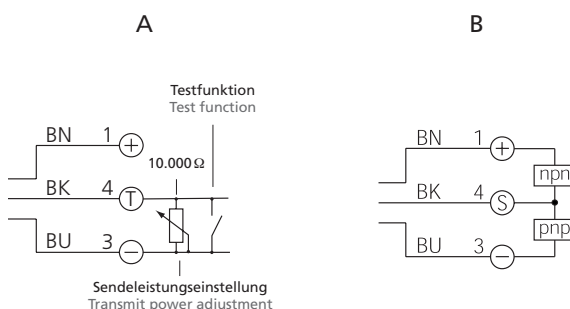 A
B
Testfunktion
Test function
BN 1 +
10.000 Ω
BK 4 T
BU 3 −
Sendeleistungseinstellung
Transmit power adjustment
BN 1 +
npn
BK 4 S
pnp
BU 3 −